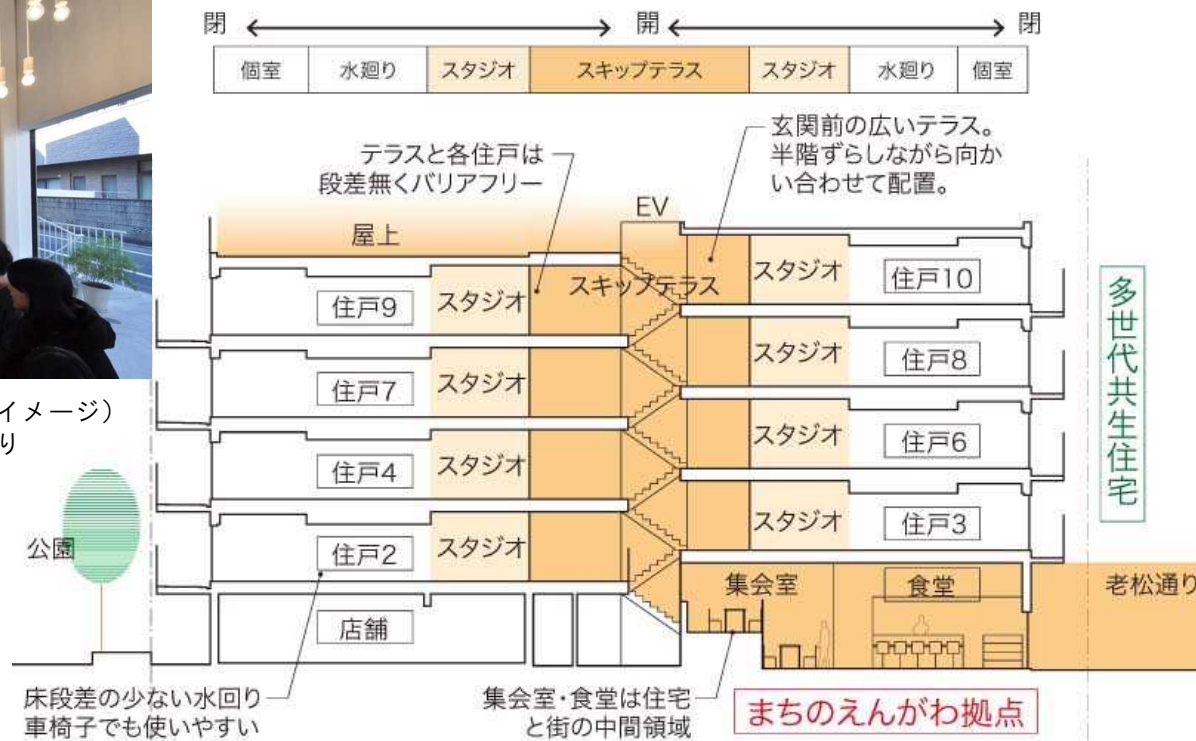 閉 開 閉
個室 水廻り スタジオ スキップテラス スタジオ 水廻り 個室
テラスと各住戸は
段差無くバリアフリー
玄関前の広いテラス。
半階ずらしながら向か
い合わせて配置。
EV
屋上
スキップテラス
住戸9 スタジオ
スタジオ 住戸10
住戸7 スタジオ
スタジオ 住戸8
住戸4 スタジオ
スタジオ 住戸6
住戸2 スタジオ
スタジオ 住戸3
多世代共生住宅
イメージ)
り
公園
店舗
集会室
食堂
老松通り
床段差の少ない水回り
車椅子でも使いやすい
集会室・食堂は住宅
と街の中間領域
まちのえんがわ拠点